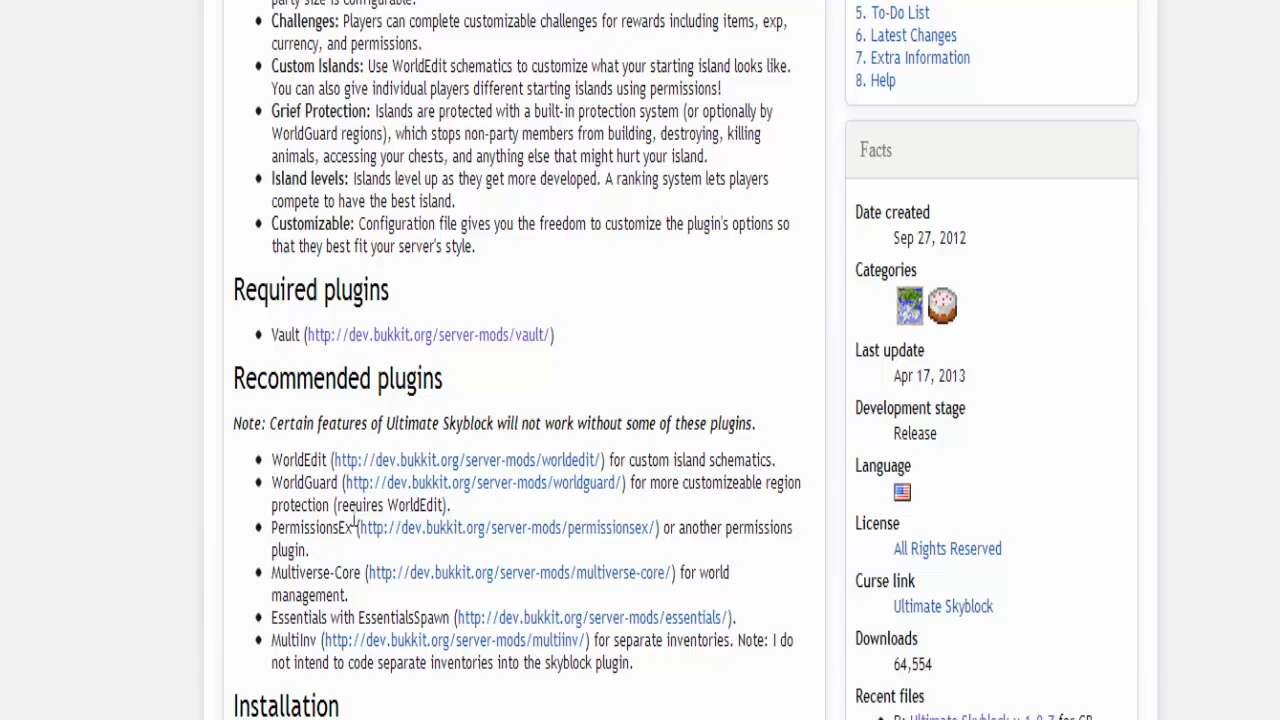 party size is configurable.
Challenges: Players can complete customizable challenges for rewards including items, exp,
currency, and permissions.
Custom Islands: Use WorldEdit schematics to customize what your starting island looks like.
You can also give individual players different starting islands using permissions!
Grief Protection: Islands are protected with a built-in protection system (or optionally by
WorldGuard regions), which stops non-party members from building, destroying, killing
animals, accessing your chests, and anything else that might hurt your island.
Island levels: Islands level up as they get more developed. A ranking system lets players
compete to have the best island.
Customizable: Configuration file gives you the freedom to customize the plugin's options so
that they best fit your server's style.
Required plugins
Vault (http://dev.bukkit.org/server-mods/vault/)
Recommended plugins
Note: Certain features of Ultimate Skyblock will not work without some of these plugins.
WorldEdit (http://dev.bukkit.org/server-mods/worldedit/) for custom island schematics.
WorldGuard (http://dev.bukkit.org/server-mods/worldguard/) for more customizeable region
protection (requires WorldEdit).
PermissionsEx (http://dev.bukkit.org/server-mods/permissionsex/) or another permissions
plugin.
Multiverse-Core (http://dev.bukkit.org/server-mods/multiverse-core/) for world
management.
Essentials with EssentialsSpawn (http://dev.bukkit.org/server-mods/essentials/).
MultiInv (http://dev.bukkit.org/server-mods/multiinv/) for separate inventories. Note: I do
not intend to code separate inventories into the skyblock plugin.
Installation
5. To-Do List
6. Latest Changes
7. Extra Information
8. Help
Facts
Date created
Sep 27, 2012
Categories
Last update
Apr 17, 2013
Development stage
Release
Language
License
All Rights Reserved
Curse link
Ultimate Skyblock
Downloads
64,554
Recent files
R: Ultimate Skyblock v 1.0.7 for CB